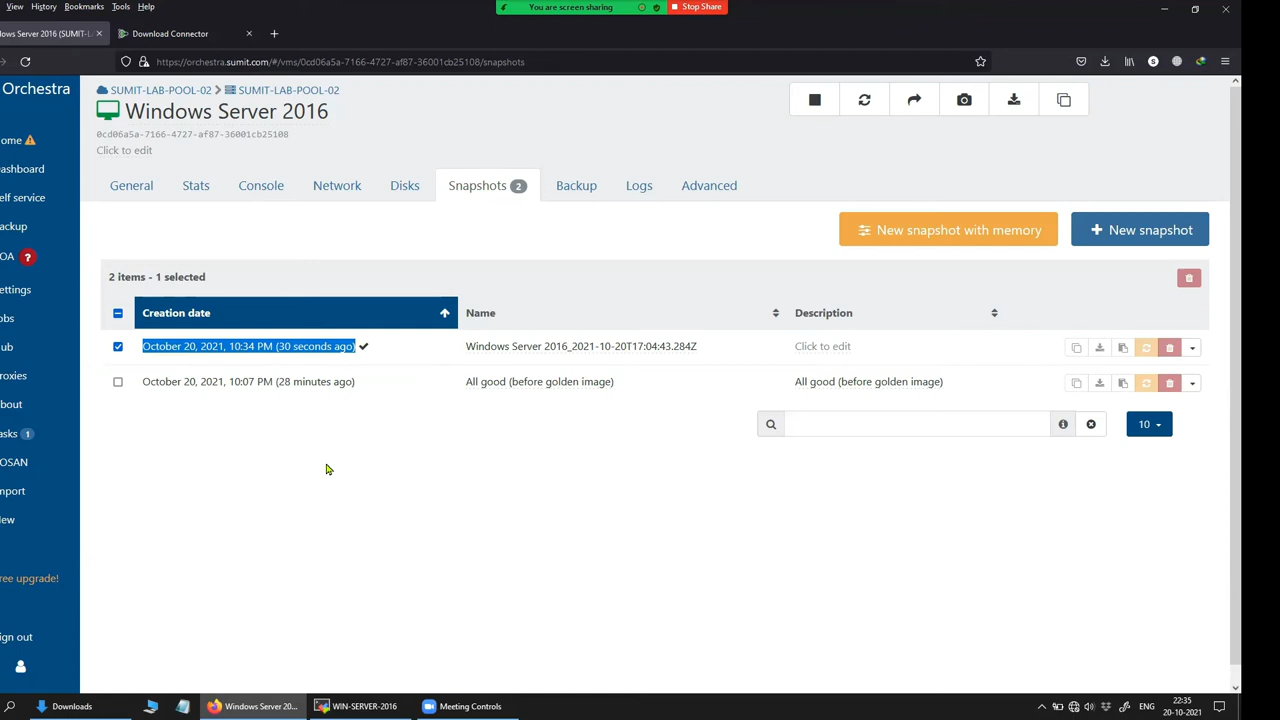 View History Bookmarks Tools Help
You are screen sharing
Stop Share
ows Server 2016 (SUMIT-L
Download Connector
https://orchestra.sumit.com/#/vms/0cd06a5a-7166-4727-af87-36001cb25108/snapshots
Orchestra
SUMIT-LAB-POOL-02 SUMIT-LAB-POOL-02
Windows Server 2016
0cd06a5a-7166-4727-af87-36001cb25108
Click to edit
ome
ashboard
elf service
ackup
OA ?
ettings
obs
ub
roxies
bout
asks 1
OSAN
mport
ew
ree upgrade!
ign out
General Stats Console Network Disks Snapshots 2 Backup Logs Advanced
New snapshot with memory
New snapshot
2 items - 1 selected
Creation date Name Description
October 20, 2021, 10:34 PM (30 seconds ago) Windows Server 2016_2021-10-20T17:04:43.284Z Click to edit
October 20, 2021, 10:07 PM (28 minutes ago) All good (before golden image) All good (before golden image)
10
Downloads
Windows Server 20...
WIN-SERVER-2016
Meeting Controls
ENG
22:35
20-10-2021